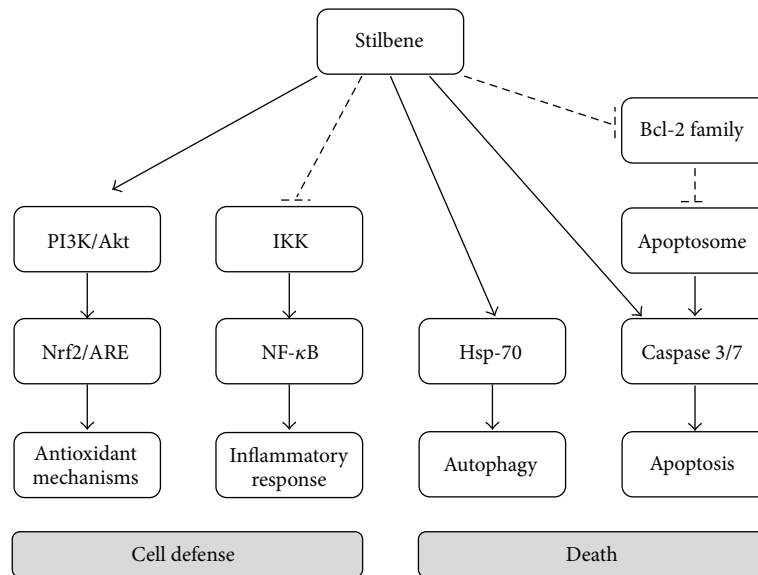 Stilbene
Bcl-2 family
PI3K/Akt
IKK
Apoptosome
Nrf2/ARE
NF-κB
Hsp-70
Caspase 3/7
Antioxidant
mechanisms
Inflammatory
response
Autophagy
Apoptosis
Cell defense
Death